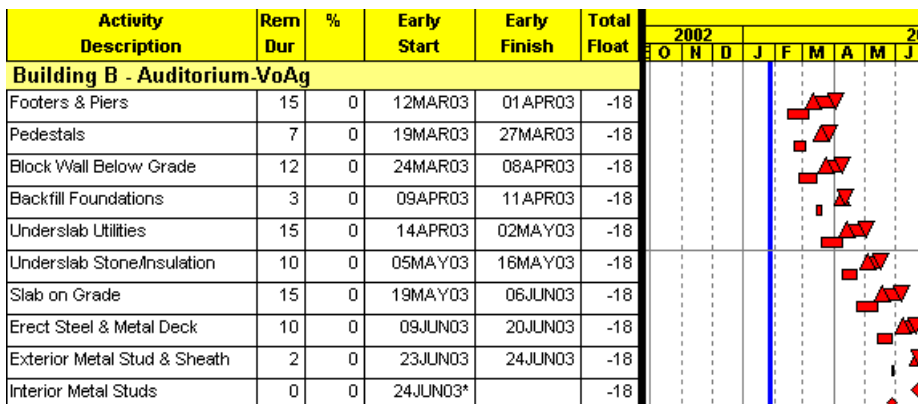 Activity Rem % Early Early Total
Description Dur Start Finish Float
2002
O N D J F M A M J
Building B - Auditorium-VoAg
Footers & Piers 15 0 12MAR03 01APR03 -18
Pedestals 7 0 19MAR03 27MAR03 -18
Block Wall Below Grade 12 0 24MAR03 08APR03 -18
Backfill Foundations 3 0 09APR03 11APR03 -18
Underslab Utilities 15 0 14APR03 02MAY03 -18
Underslab Stone/Insulation 10 0 05MAY03 16MAY03 -18
Slab on Grade 15 0 19MAY03 06JUN03 -18
Erect Steel & Metal Deck 10 0 09JUN03 20JUN03 -18
Exterior Metal Stud & Sheath 2 0 23JUN03 24JUN03 -18
Interior Metal Studs 0 0 24JUN03* -18